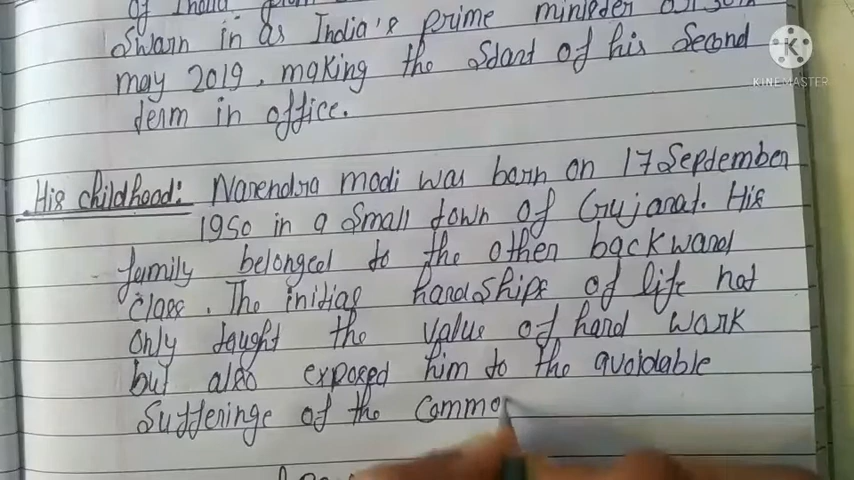 of India
Swarn in as India's prime minister
may 2019, making the Start of his Second
term in office.
His childhood: Narendra modi was born on 17 September
1950 in a Small town of Gujarat. His
family belonged to the other backward
class. The initial hardships of life not
only taught the value of hard work
but also exposed him to the avoidable
Sufferings of the Commo
KINEMASTER